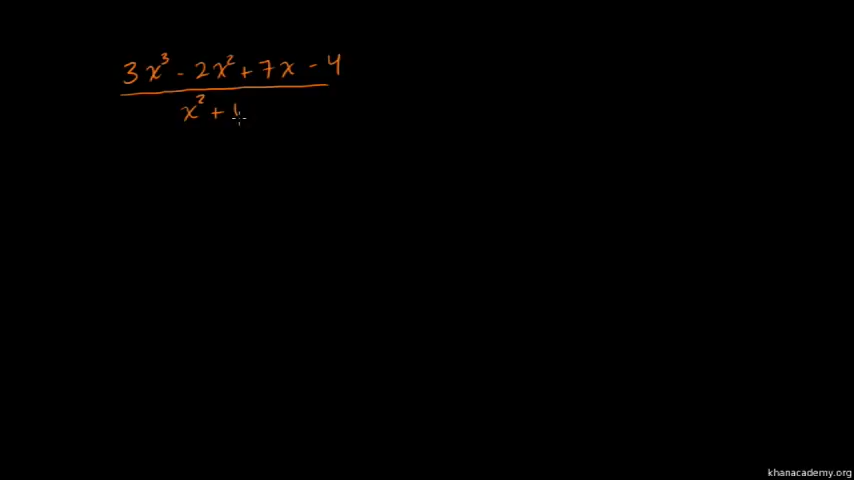 3x³ - 2x² + 7x - 4
x² + 1
khanacademy.org